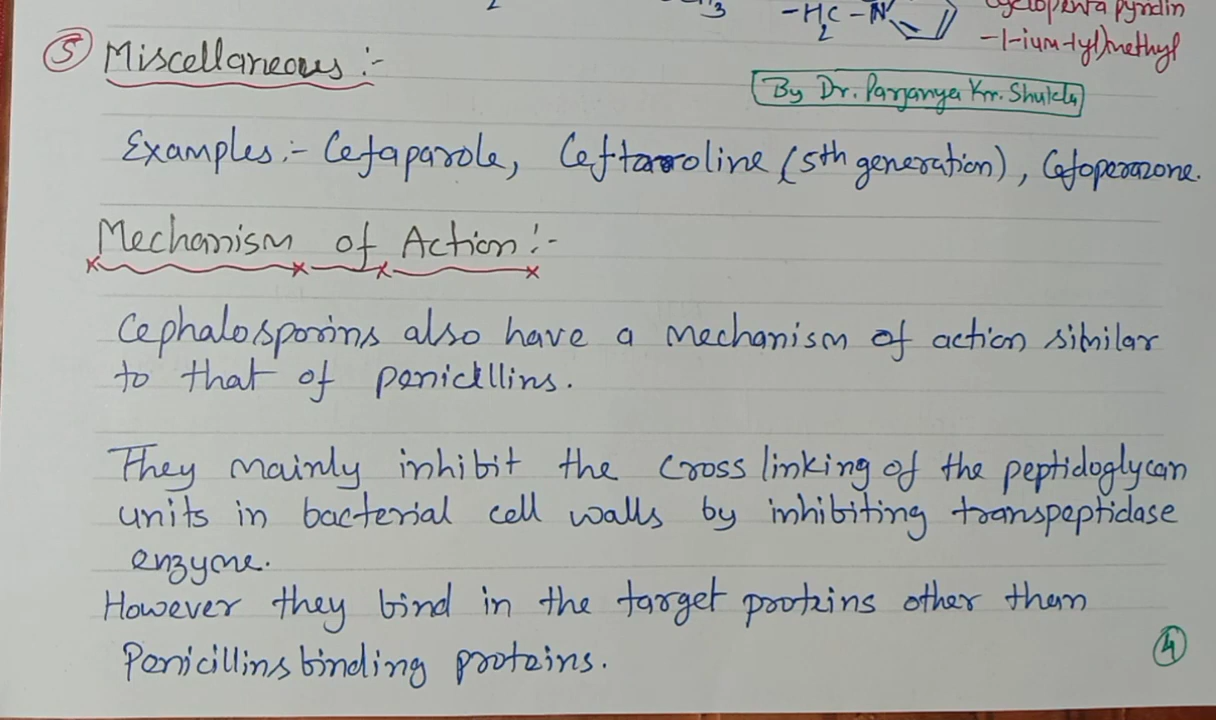 -H₂C-N
cyclopenta pyridin
-1-ium-1yl)methyl
⑤ Miscellaneous :-
By Dr. Parjanya Kr. Shukla
Examples:- Cefaparole, Ceftaroline (5th generation), Cefoperazone.
Mechanism of Action:-
Cephalosporins also have a mechanism of action similar
to that of penicillins.
They mainly inhibit the cross linking of the peptidoglycan
units in bacterial cell walls by inhibiting transpeptidase
enzyme.
However they bind in the target proteins other than
Penicillins binding proteins.
④